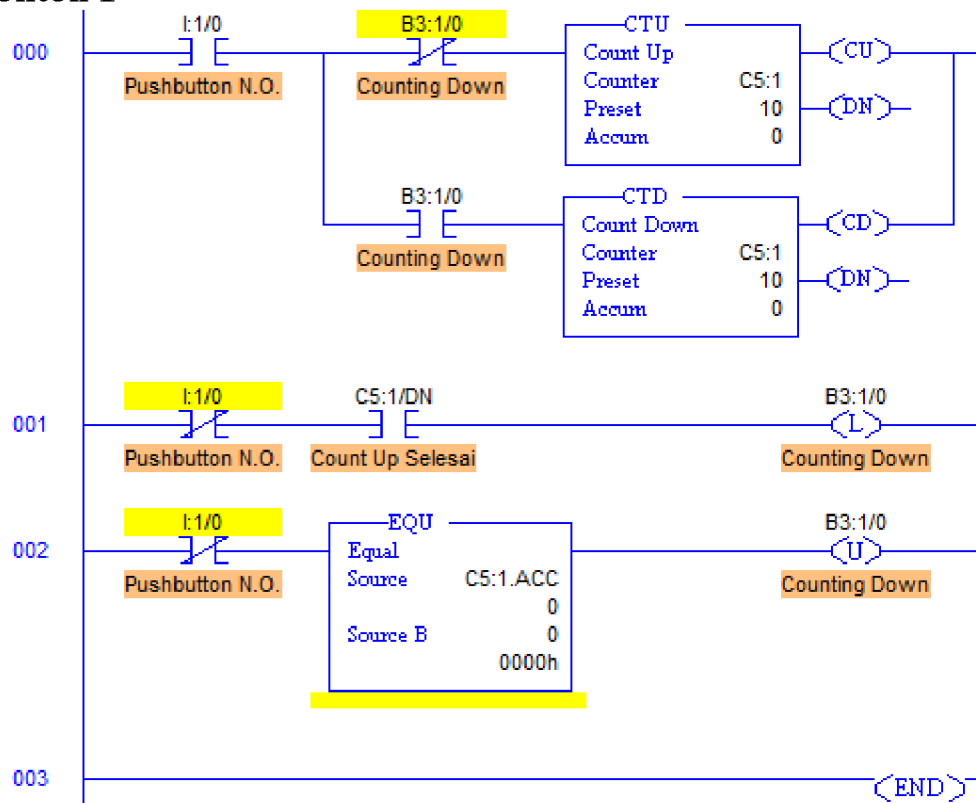 000
I:1/0
Pushbutton N.O.
B3:1/0
Counting Down
CTU
Count Up
Counter C5:1
Preset 10
Accum 0
CU
DN
B3:1/0
Counting Down
CTD
Count Down
Counter C5:1
Preset 10
Accum 0
CD
DN
001
I:1/0
Pushbutton N.O.
C5:1/DN
Count Up Selesai
B3:1/0
L
Counting Down
002
I:1/0
Pushbutton N.O.
EQU
Equal
Source C5:1.ACC
0
Source B 0
0000h
B3:1/0
U
Counting Down
003
END